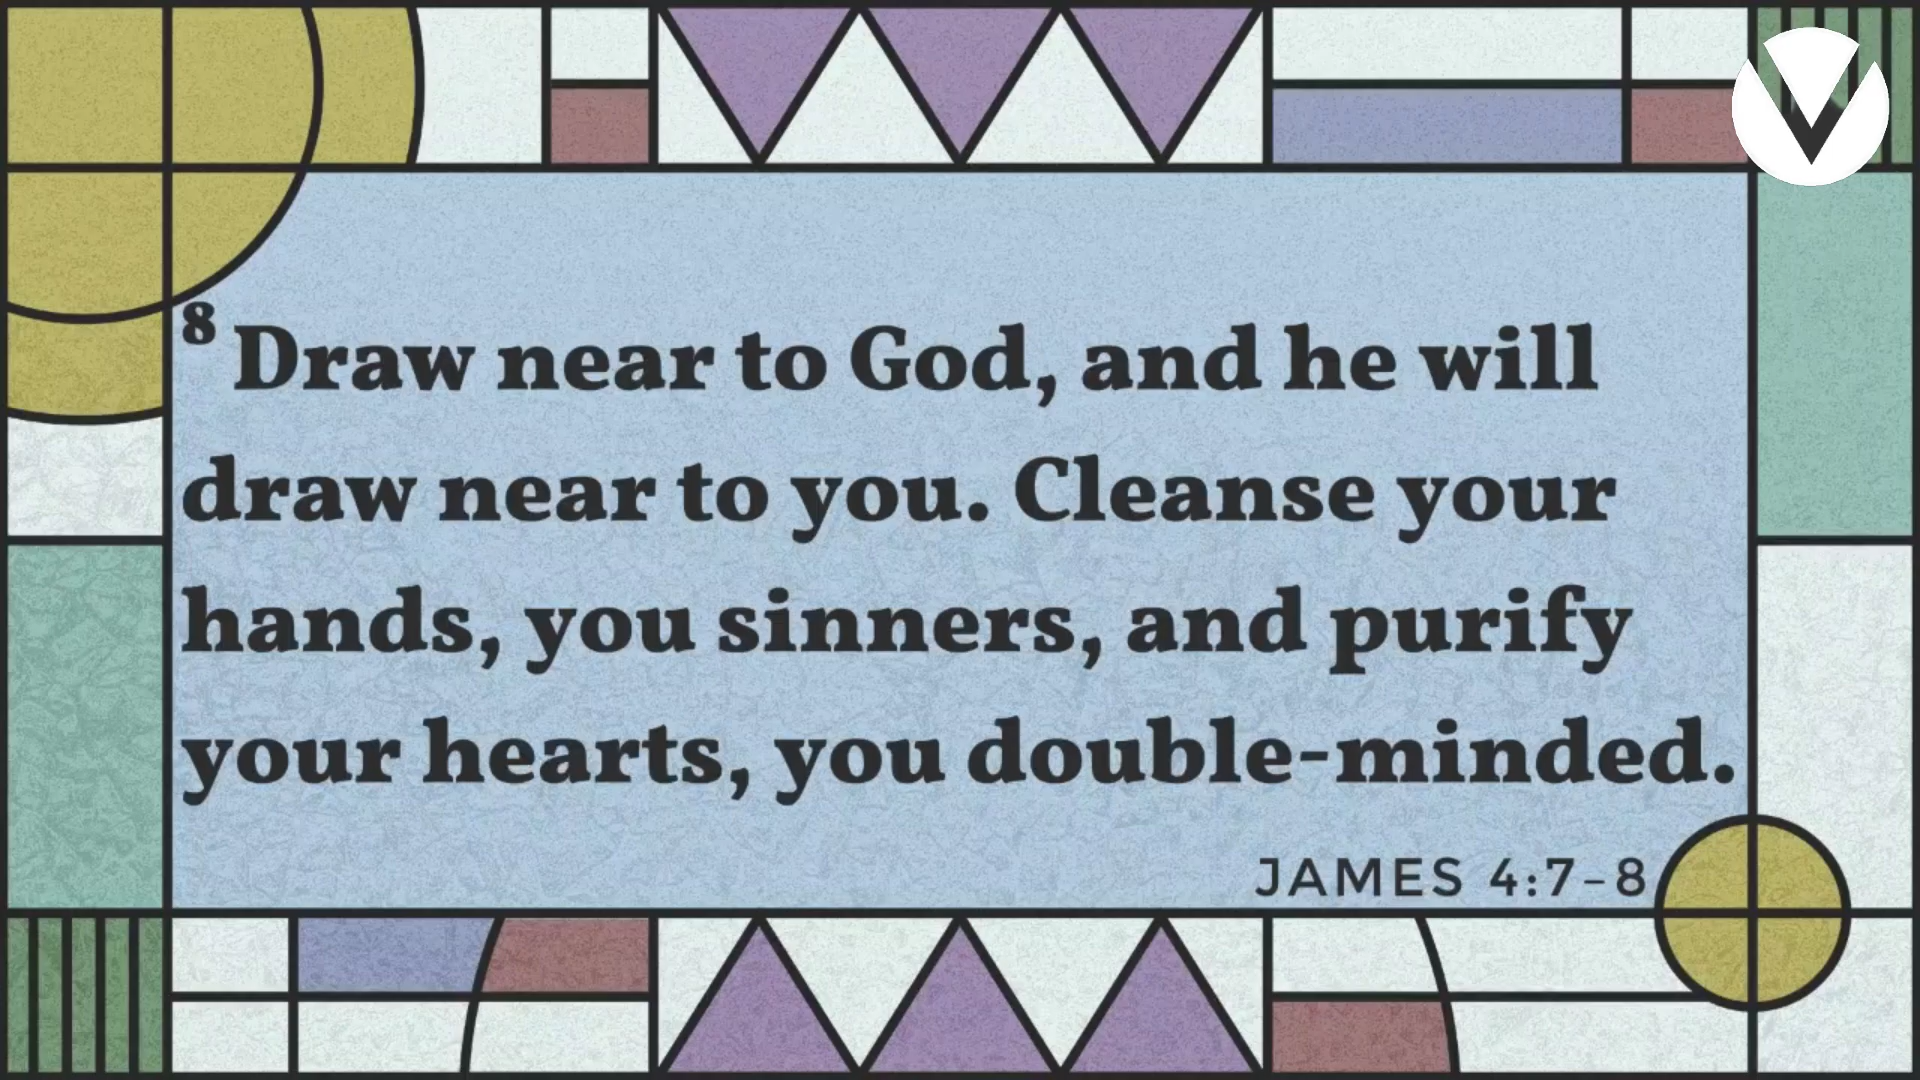 ⁸ Draw near to God, and he will
draw near to you. Cleanse your
hands, you sinners, and purify
your hearts, you double-minded.
JAMES 4:7–8